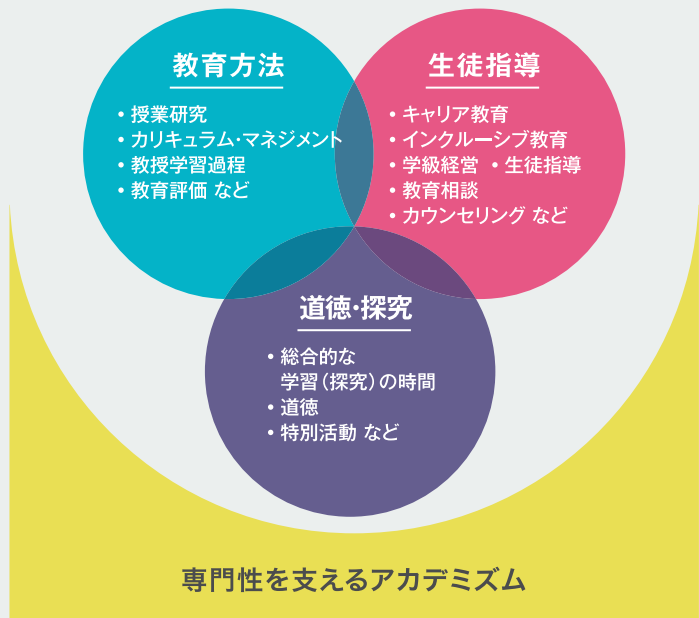 教育方法
• 授業研究
• カリキュラム・マネジメント
• 教授学習過程
• 教育評価 など
生徒指導
• キャリア教育
• インクルーシブ教育
• 学級経営 • 生徒指導
• 教育相談
• カウンセリング など
道徳・探究
• 総合的な
学習（探究）の時間
• 道徳
• 特別活動 など
専門性を支えるアカデミズム